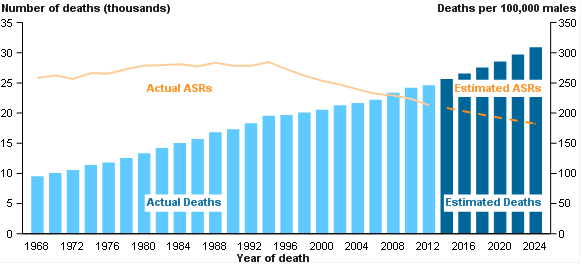 Number of deaths (thousands)
Deaths per 100,000 males
35
30
25
20
15
10
5
0
350
300
250
200
150
100
50
0
Actual ASRs
Estimated ASRs
Actual Deaths
Estimated Deaths
1968 1972 1976 1980 1984 1988 1992 1996 2000 2004 2008 2012 2016 2020 2024
Year of death